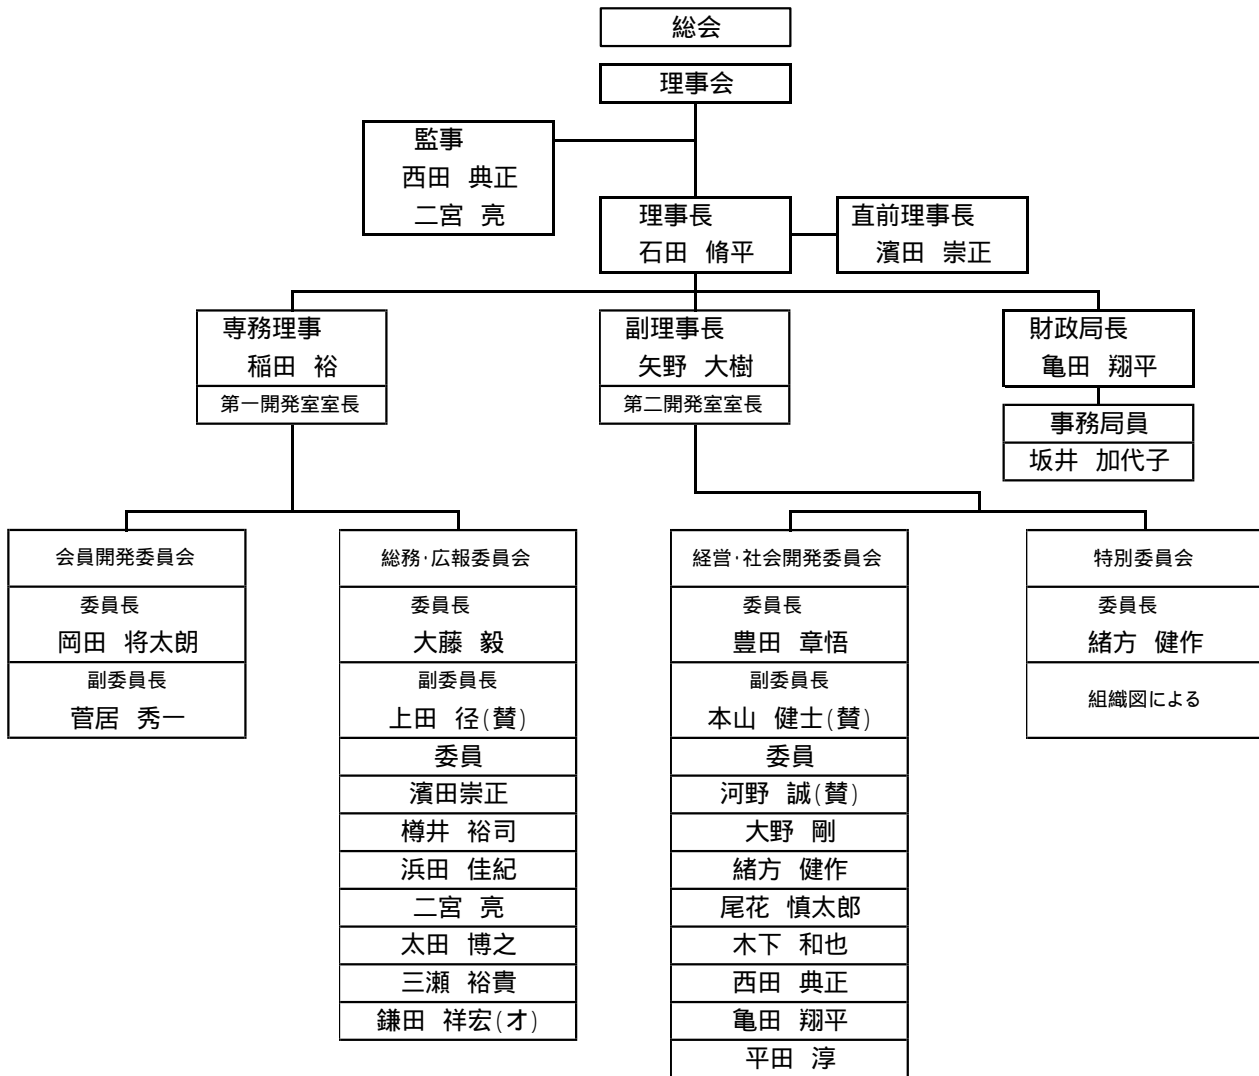 総会
理事会
監事
西田 典正
二宮 亮
理事長
石田 脩平
直前理事長
濱田 崇正
専務理事
稲田 裕
第一開発室室長
副理事長
矢野 大樹
第二開発室室長
財政局長
亀田 翔平
事務局員
坂井 加代子
会員開発委員会
委員長
岡田 将太朗
副委員長
菅居 秀一
総務·広報委員会
委員長
大藤 毅
副委員長
上田 径(賛)
委員
濱田崇正
樽井 裕司
浜田 佳紀
二宮 亮
太田 博之
三瀬 裕貴
鎌田 祥宏(オ)
経営·社会開発委員会
委員長
豊田 章悟
副委員長
本山 健士(賛)
委員
河野 誠(賛)
大野 剛
緒方 健作
尾花 慎太郎
木下 和也
西田 典正
亀田 翔平
平田 淳
特別委員会
委員長
緒方 健作
組織図による